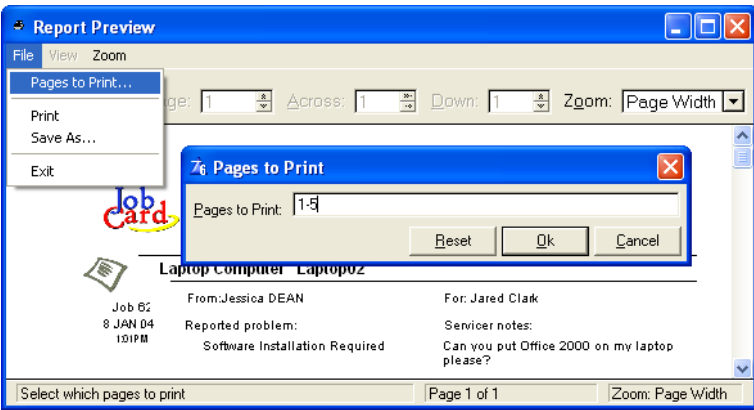 Report Preview
File View Zoom
Pages to Print...
Print
Save As...
Exit
ge: 1 Across: 1 Down: 1 Zoom: Page Width
Pages to Print
Pages to Print: 1-5
Reset Ok Cancel
Job
Card
Laptop Computer Laptop02
Job 62
8 JAN 04
1:01PM
From:Jessica DEAN For: Jared Clark
Reported problem: Servicer notes:
Software Installation Required Can you put Office 2000 on my laptop
please?
Select which pages to print Page 1 of 1 Zoom: Page Width